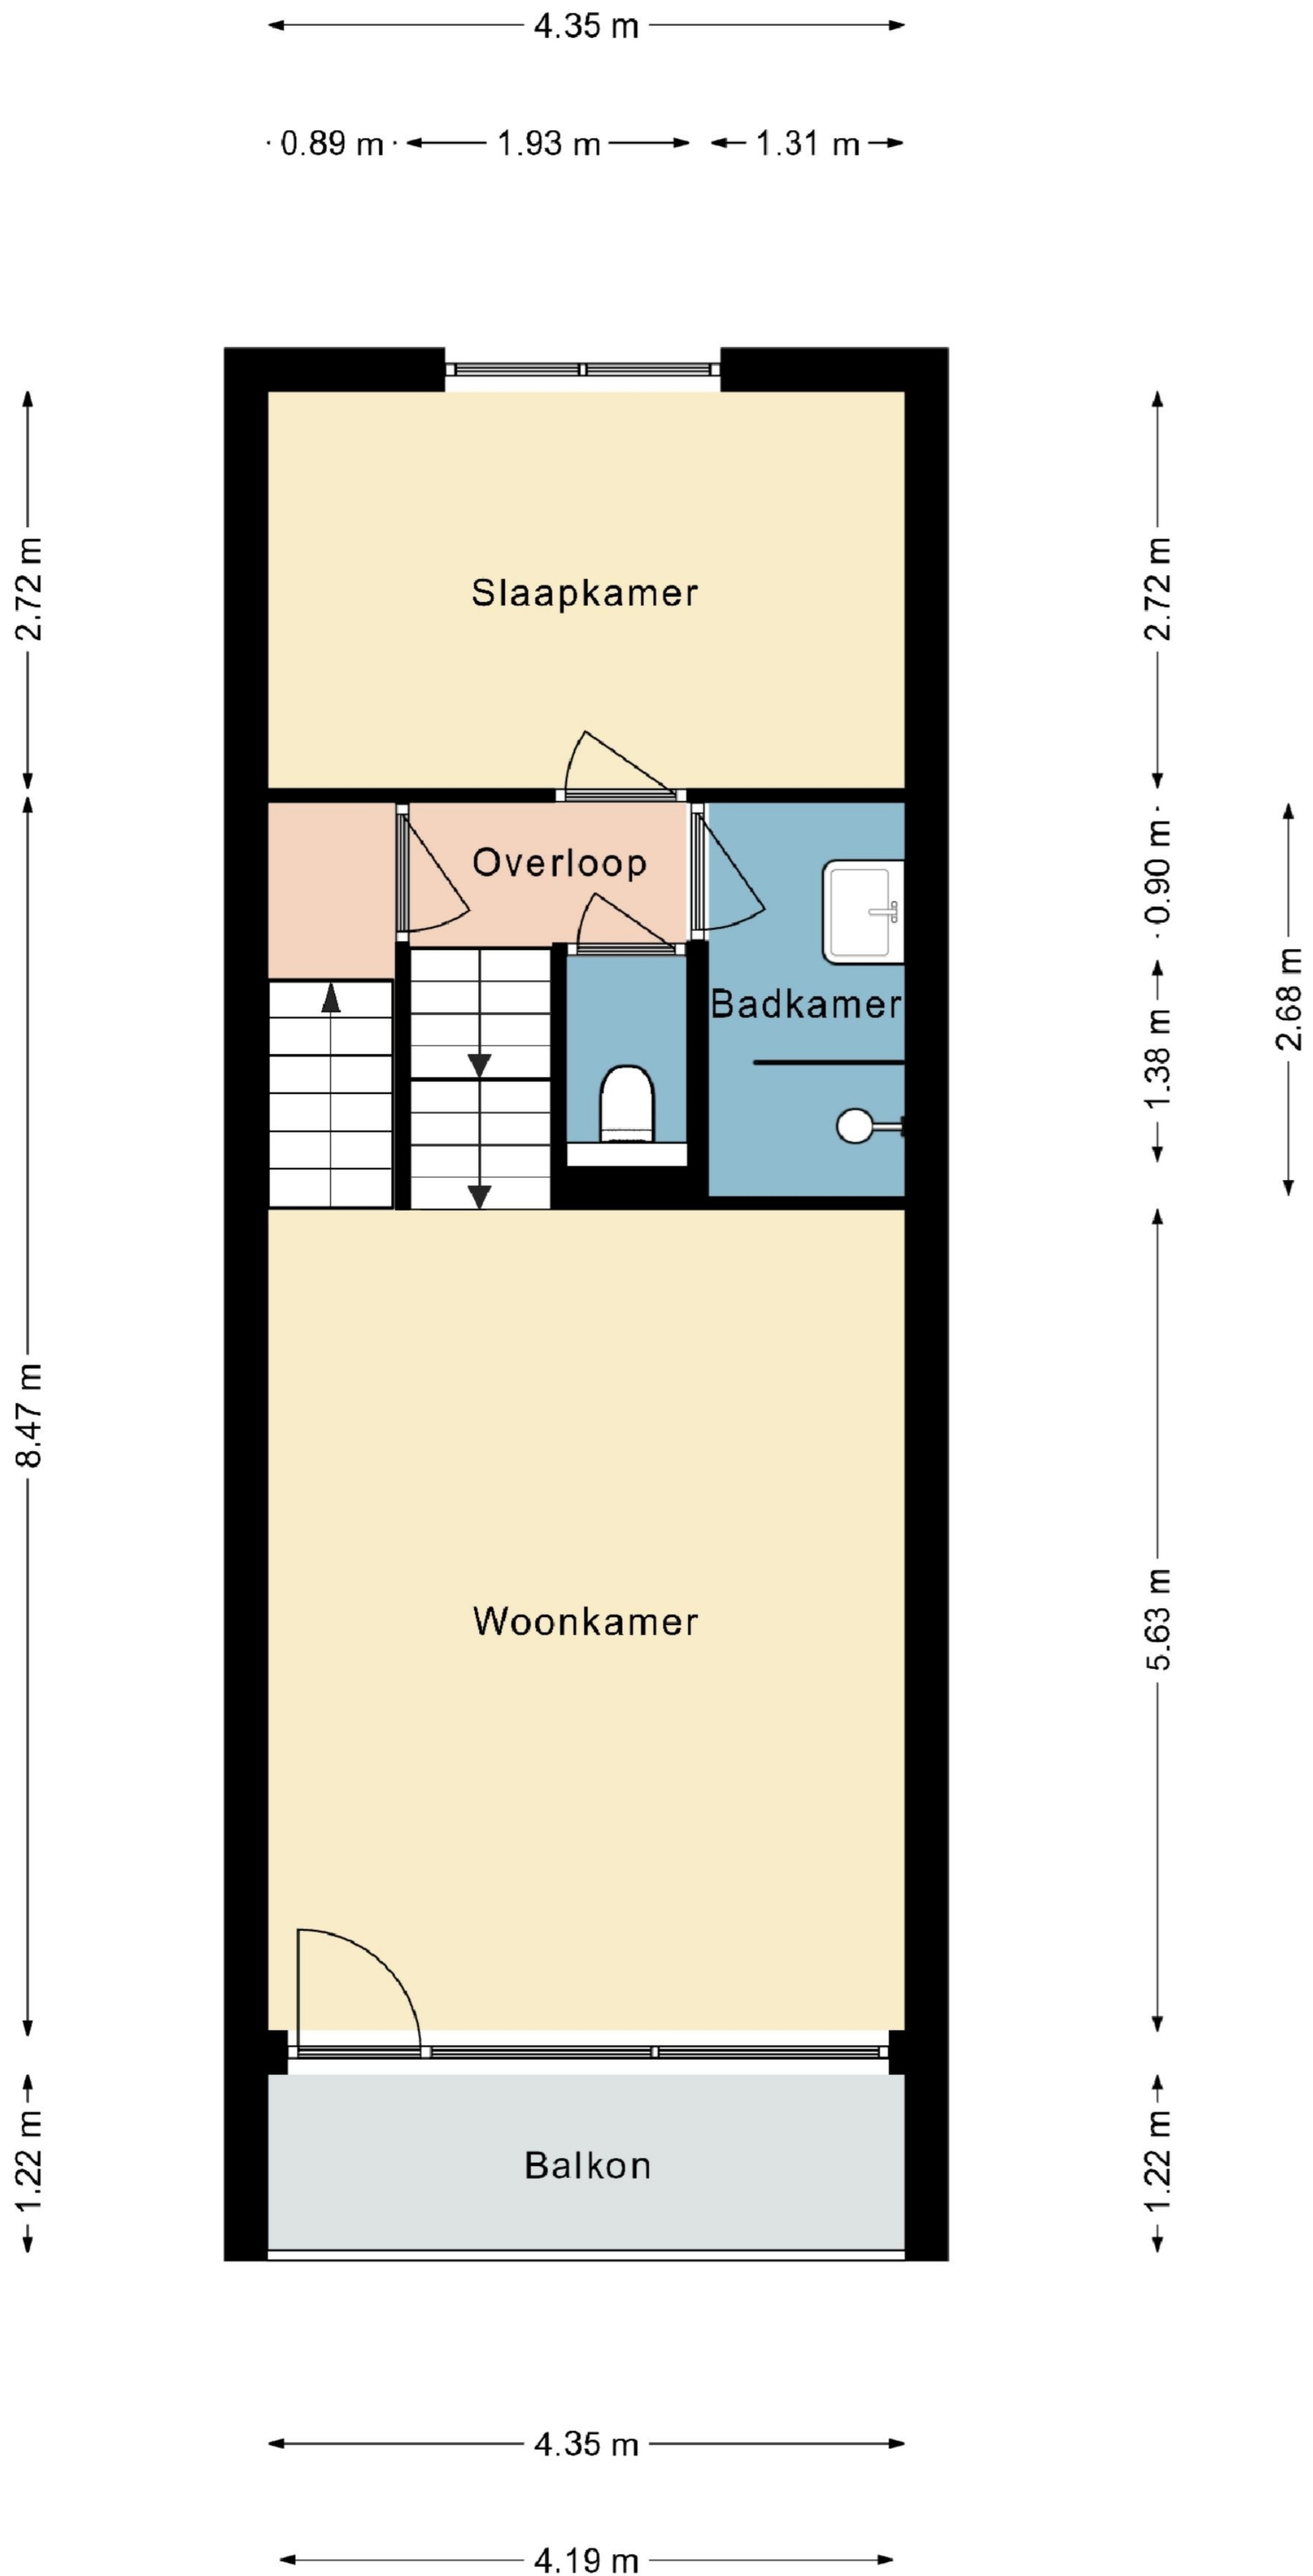 4.35 m
0.89 m
1.93 m
1.31 m
2.72 m
2.72 m
Slaapkamer
Overloop
0.90 m
Badkamer
1.38 m
2.68 m
8.47 m
Woonkamer
5.63 m
1.22 m
Balkon
1.22 m
4.35 m
4.19 m